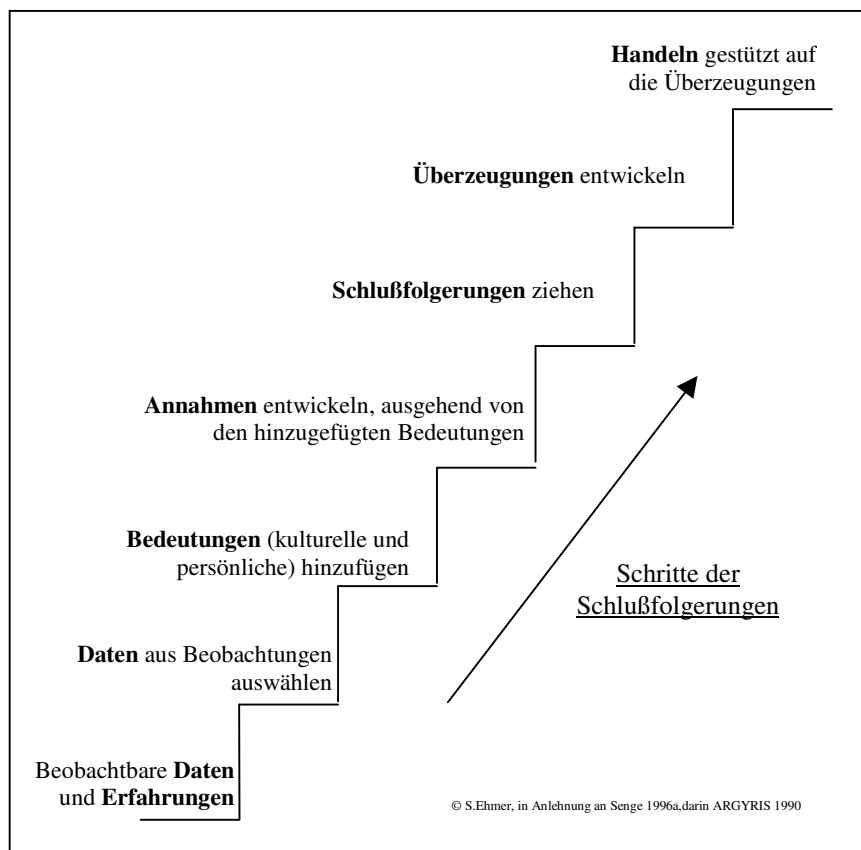 Handeln gestützt auf
die Überzeugungen
Überzeugungen entwickeln
Schlußfolgerungen ziehen
Annahmen entwickeln, ausgehend von
den hinzugefügten Bedeutungen
Bedeutungen (kulturelle und
persönliche) hinzufügen
Schritte der
Schlußfolgerungen
Daten aus Beobachtungen
auswählen
Beobachtbare Daten
und Erfahrungen
© S.Ehmer, in Anlehnung an Senge 1996a,darin ARGYRIS 1990